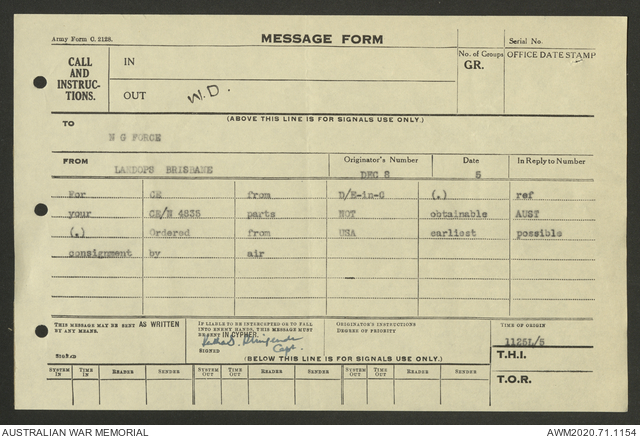 Army Form C. 2128.
MESSAGE FORM
Serial No.
CALL AND INSTRUC- TIONS.
IN
No. of Groups GR.
OFFICE DATE STAMP
OUT
W.D.
(ABOVE THIS LINE IS FOR SIGNALS USE ONLY.)
TO
N G FORCE
FROM
LANDOPS BRISBANE
Originator's Number
DEC 2
Date
5
In Reply to Number
For CE from D/E-in-C (.) ref
your CE/N 4835 parts NOT obtainable AUST
(.) Ordered from USA earliest possible
consignment by air
THIS MESSAGE MAY BE SENT AS WRITTEN BY ANY MEANS.
SIGNED
IF LIABLE TO BE INTERCEPTED OR TO FALL INTO ENEMY HANDS, THIS MESSAGE MUST BE SENT IN CYPHER.
SIGNED
Capt.
ORIGINATOR'S INSTRUCTIONS DEGREE OF PRIORITY
TIME OF ORIGIN
1125L/5
(BELOW THIS LINE IS FOR SIGNALS USE ONLY.)
T.H.I.
T.O.R.
SYSTEM IN TIME IN READER SENDER SYSTEM OUT TIME OUT READER SENDER SYSTEM OUT TIME OUT READER SENDER
AUSTRALIAN WAR MEMORIAL
AWM2020.71.1154